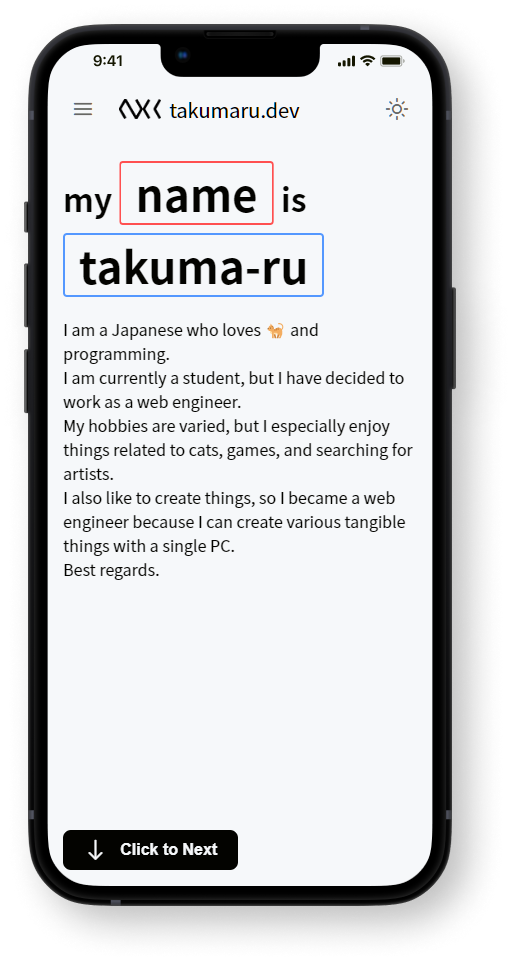 9:41
takumaru.dev
my name is
takuma-ru
I am a Japanese who loves 🐈 and
programming.
I am currently a student, but I have decided to
work as a web engineer.
My hobbies are varied, but I especially enjoy
things related to cats, games, and searching for
artists.
I also like to create things, so I became a web
engineer because I can create various tangible
things with a single PC.
Best regards.
Click to Next